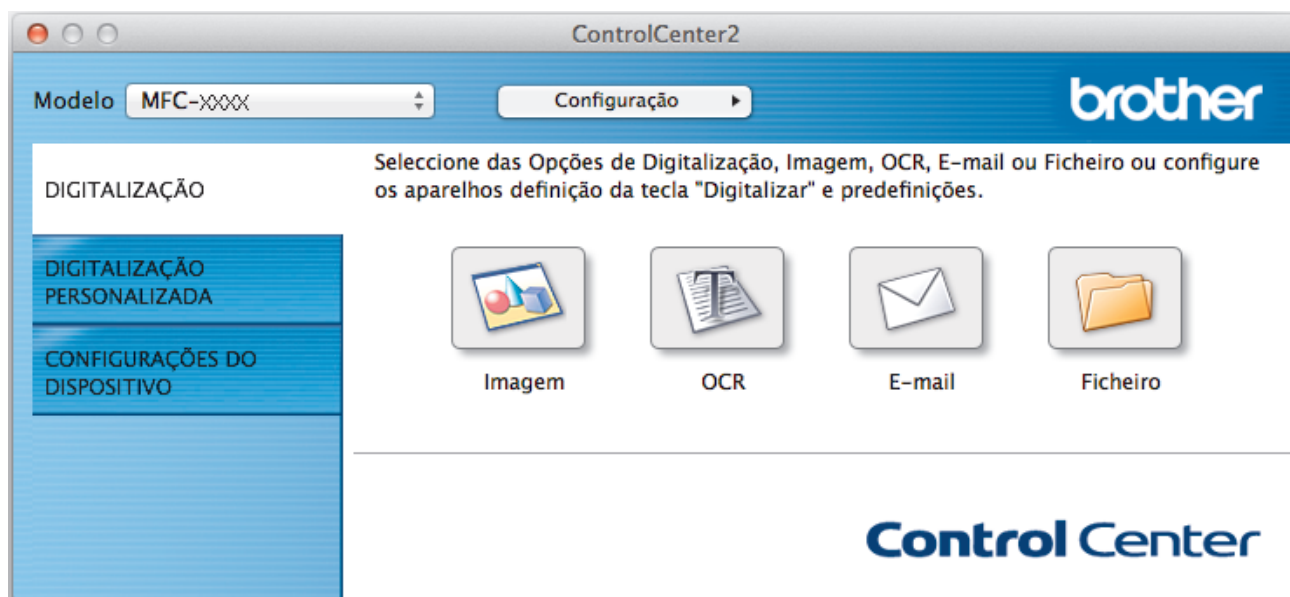 ControlCenter2
Modelo MFC-XXXX Configuração
brother
DIGITALIZAÇÃO
DIGITALIZAÇÃO
PERSONALIZADA
CONFIGURAÇÕES DO
DISPOSITIVO
Seleccione das Opções de Digitalização, Imagem, OCR, E-mail ou Ficheiro ou configure
os aparelhos definição da tecla "Digitalizar" e predefinições.
Imagem OCR E-mail Ficheiro
Control Center